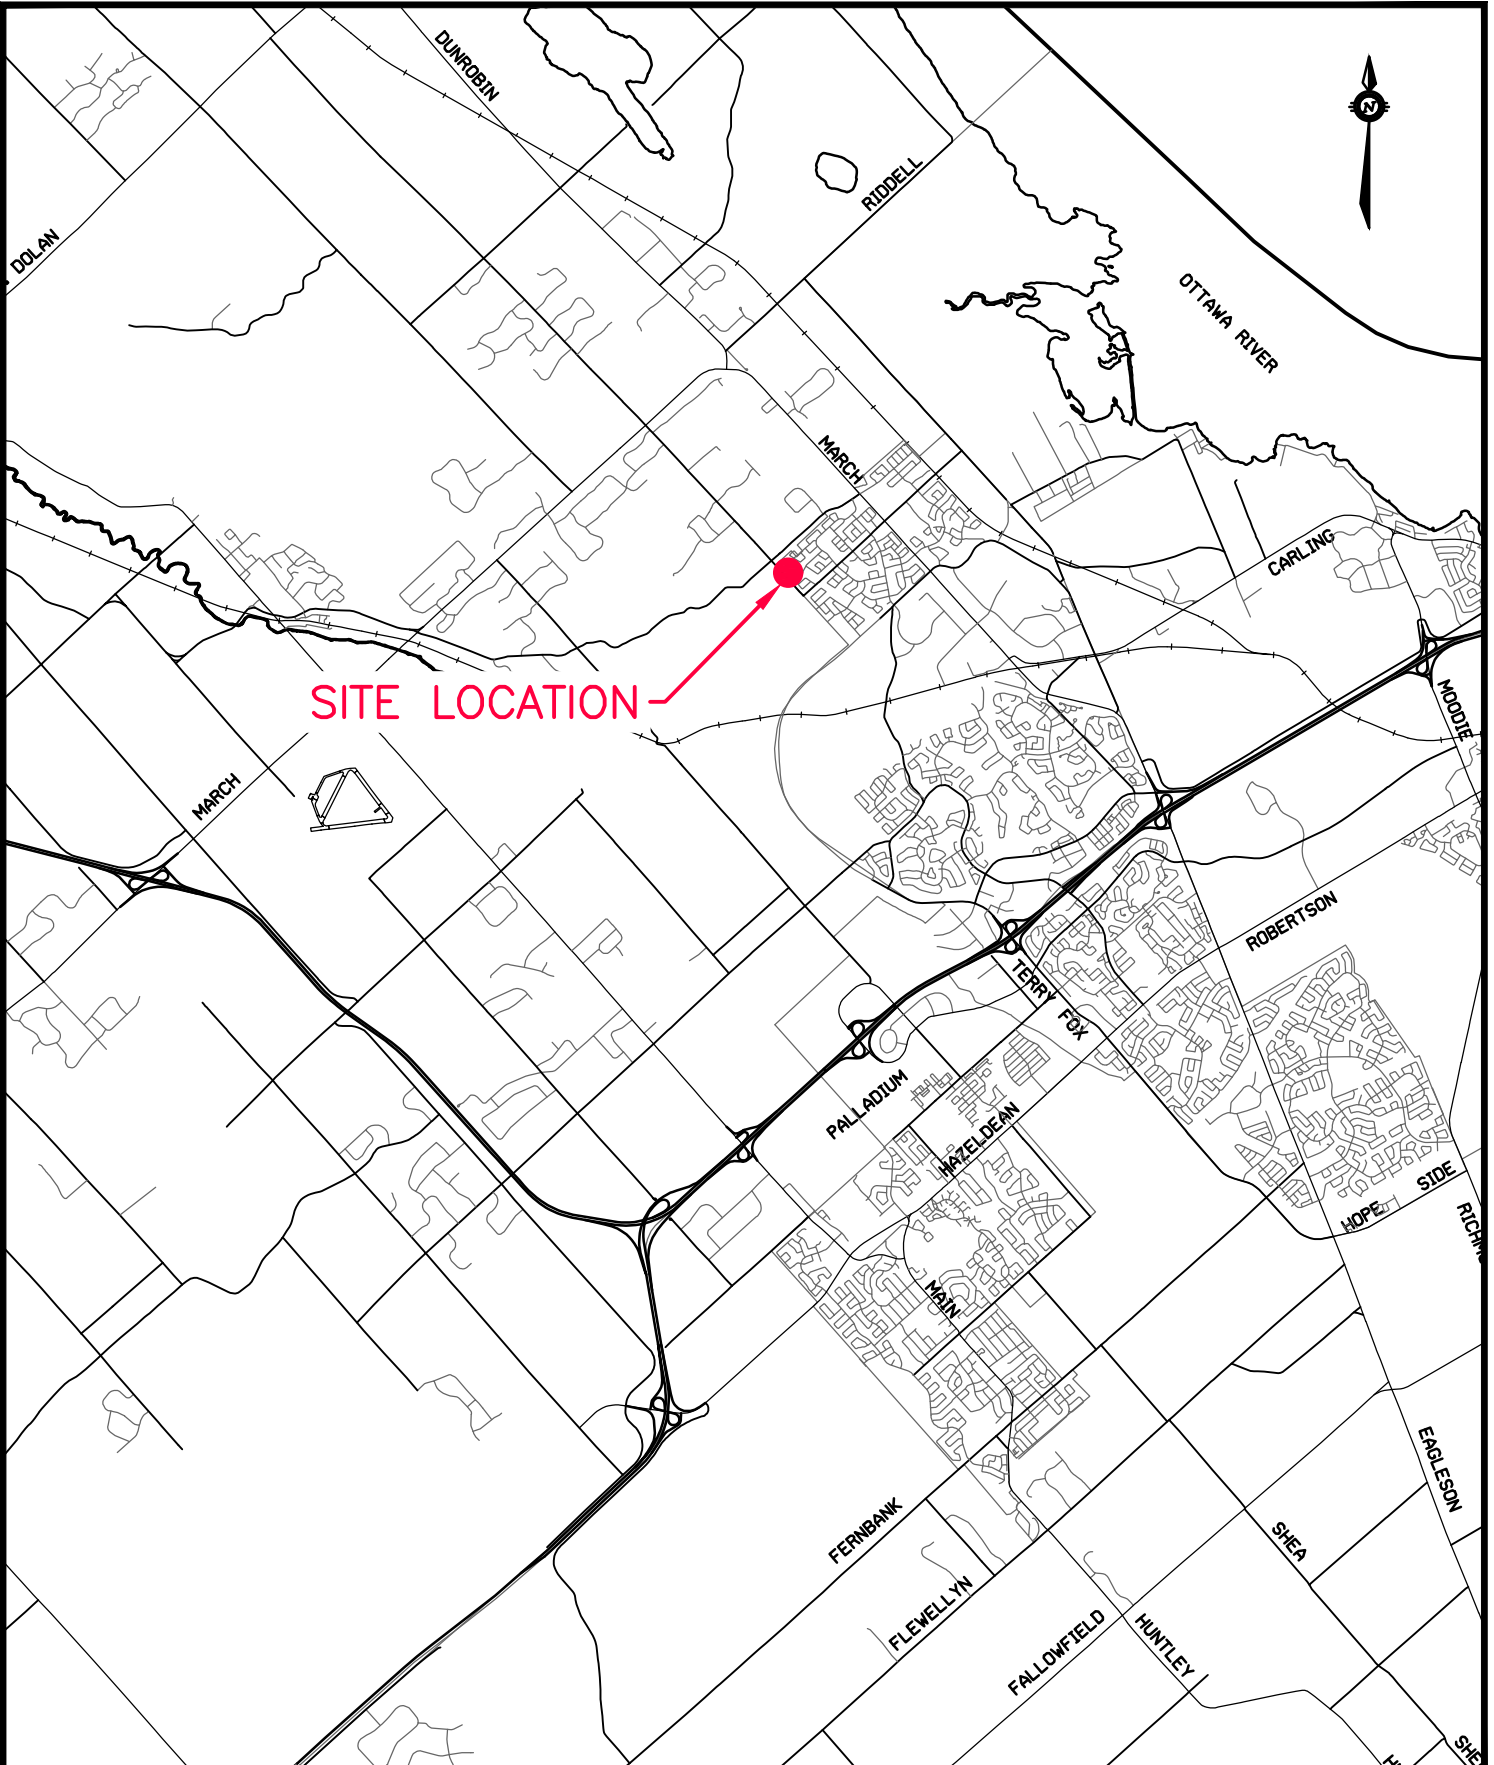 DUNROBIN
N
RIDDELL
DOLAN
OTTAWA RIVER
MARCH
CARLING
SITE LOCATION
MOODIE
MARCH
ROBERTSON
TERRY FOX
PALLADIUM
HAZELDEAN
HOPE SIDE
MAIN
EAGLESON
FERNBANK
SHEA
FLEWELLYN
FALLOWFIELD
HUNTLEY